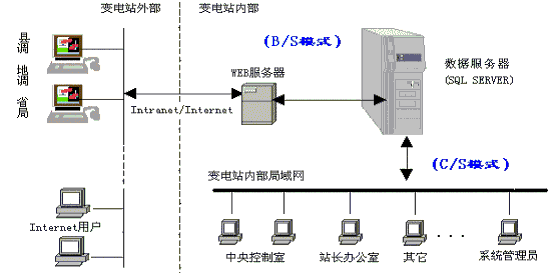 变电站外部
变电站内部
县调
地调
省局
(B/S模式)
数据服务器
(SQL SERVER)
WEB服务器
Intranet/Internet
(C/S模式)
变电站内部局域网
Internet用户
中央控制室
站长办公室
其它
...
系统管理员